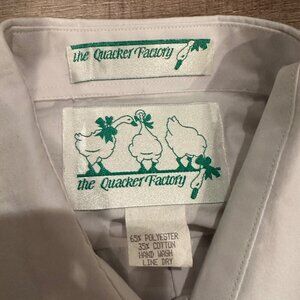 the Quacker Factory
the Quacker Factory
65% POLYESTER
35% COTTON
HAND WASH
LINE DRY